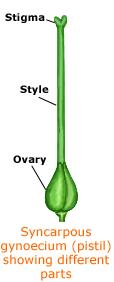 Stigma
Style
Ovary
Syncarpous
gynoecium (pistil)
showing different
parts